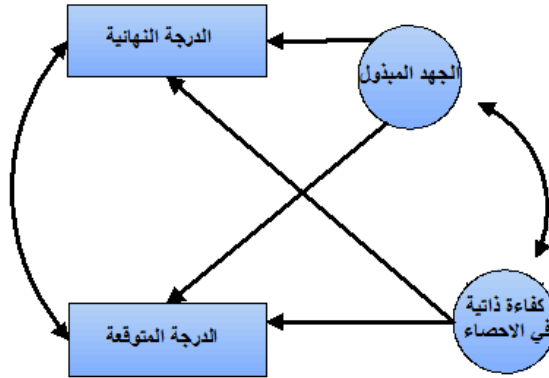 الدرجة النهائية
الجهد المبذول
كفاءة ذاتية
في الاحصاء
الدرجة المتوقعة